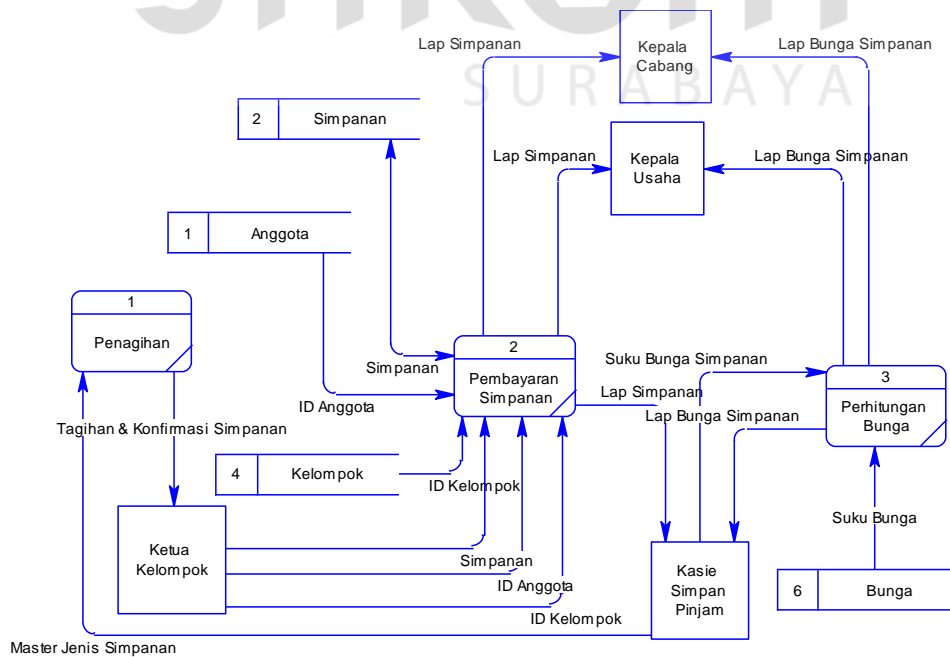 SURABAYA
Lap Simpanan
Kepala
Cabang
Lap Bunga Simpanan
2 Simpanan
Lap Simpanan
Kepala
Usaha
Lap Bunga Simpanan
1 Anggota
1
Penagihan
2
Pembayaran
Simpanan
Simpanan
ID Anggota
Suku Bunga Simpanan
Lap Simpanan
Lap Bunga Simpanan
3
Perhitungan
Bunga
Tagihan & Konfirmasi Simpanan
4 Kelompok
ID Kelompok
Suku Bunga
Ketua
Kelompok
Simpanan
ID Anggota
ID Kelompok
Kasie
Simpan
Pinjam
6 Bunga
Master Jenis Simpanan